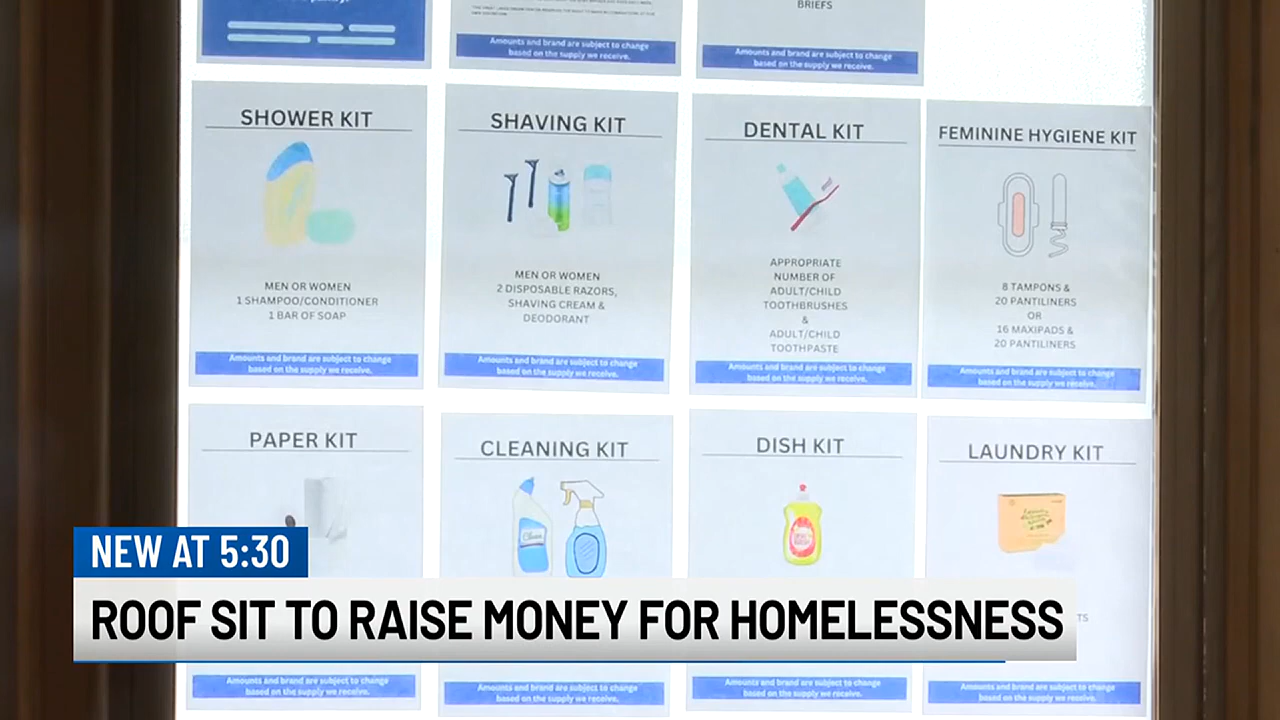 BRIEFS
Amounts and brand are subject to change
based on the supply we receive.
Amounts and brand are subject to change
based on the supply we receive.
SHOWER KIT
MEN OR WOMEN
1 SHAMPOO/CONDITIONER
1 BAR OF SOAP
Amounts and brand are subject to change
based on the supply we receive.
SHAVING KIT
MEN OR WOMEN
2 DISPOSABLE RAZORS,
SHAVING CREAM &
DEODORANT
Amounts and brand are subject to change
based on the supply we receive.
DENTAL KIT
APPROPRIATE
NUMBER OF
ADULT/CHILD
TOOTHBRUSHES
&
ADULT/CHILD
TOOTHPASTE
Amounts and brand are subject to change
based on the supply we receive.
FEMININE HYGIENE KIT
8 TAMPONS &
20 PANTILINERS
OR
16 MAXIPADS &
20 PANTILINERS
Amounts and brand are subject to change
based on the supply we receive.
PAPER KIT
Amounts and brand are subject to change
based on the supply we receive.
CLEANING KIT
Clean
Amounts and brand are subject to change
based on the supply we receive.
DISH KIT
Amounts and brand are subject to change
based on the supply we receive.
LAUNDRY KIT
TS
Amounts and brand are subject to change
based on the supply we receive.
NEW AT 5:30
ROOF SIT TO RAISE MONEY FOR HOMELESSNESS